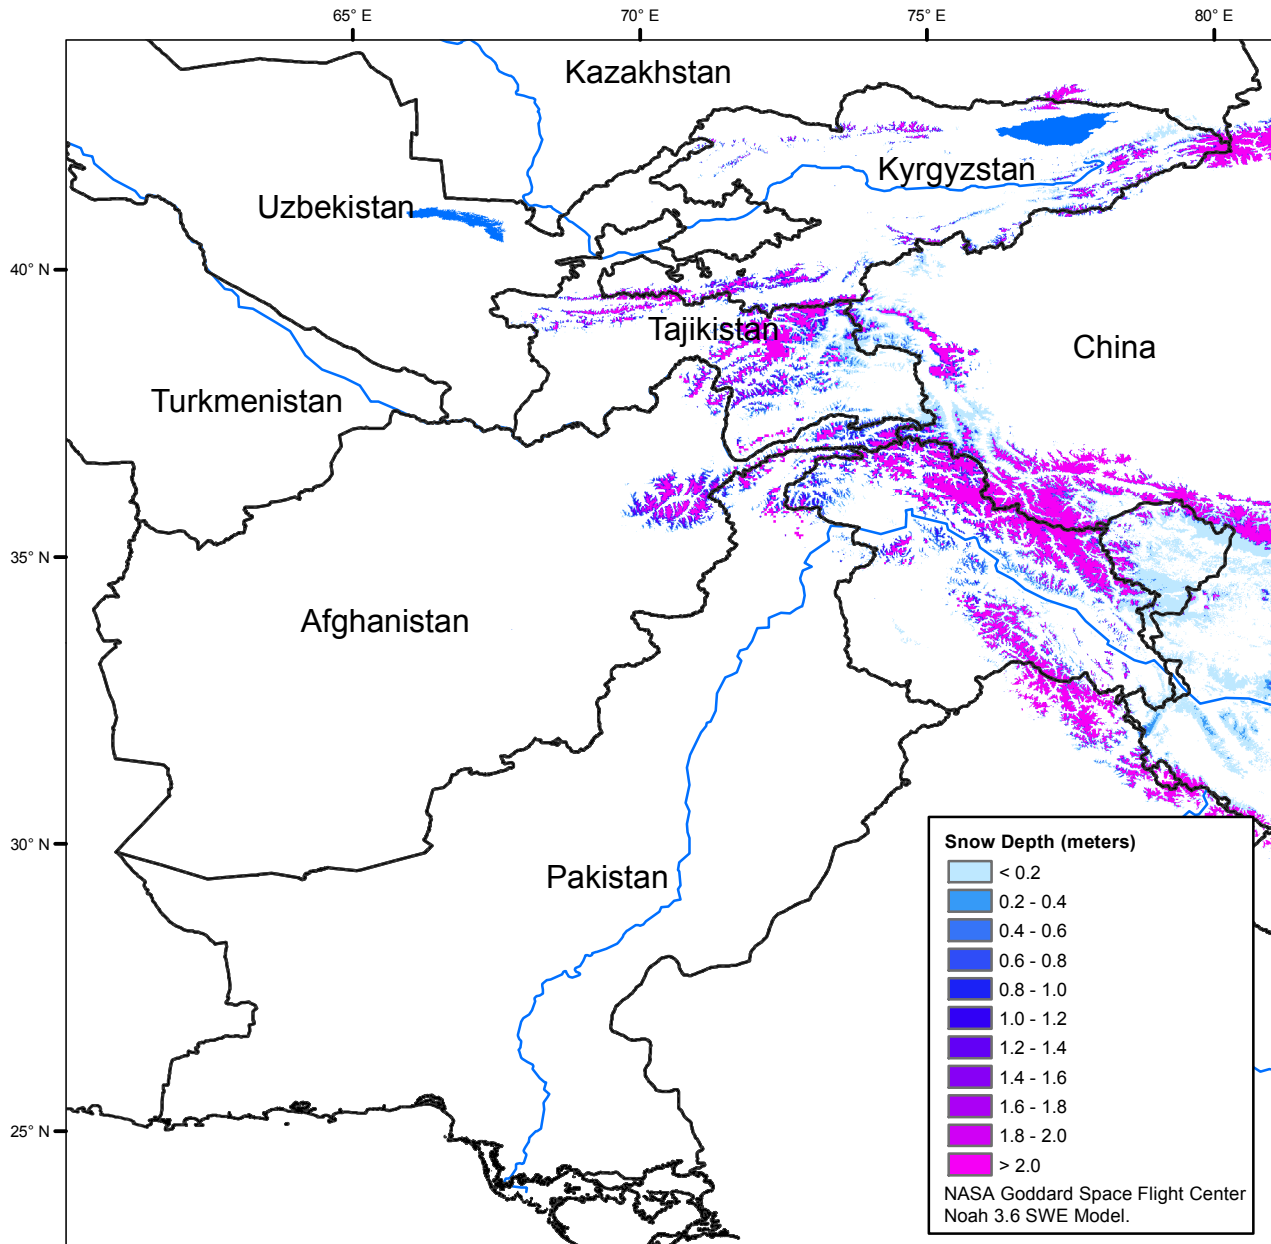 65° E
70° E
75° E
80° E
Kazakhstan
Kyrgyzstan
Uzbekistan
40° N
Tajikistan
China
Turkmenistan
35° N
Afghanistan
30° N
Pakistan
25° N
Snow Depth (meters)
< 0.2
0.2 - 0.4
0.4 - 0.6
0.6 - 0.8
0.8 - 1.0
1.0 - 1.2
1.2 - 1.4
1.4 - 1.6
1.6 - 1.8
1.8 - 2.0
> 2.0
NASA Goddard Space Flight Center
Noah 3.6 SWE Model.